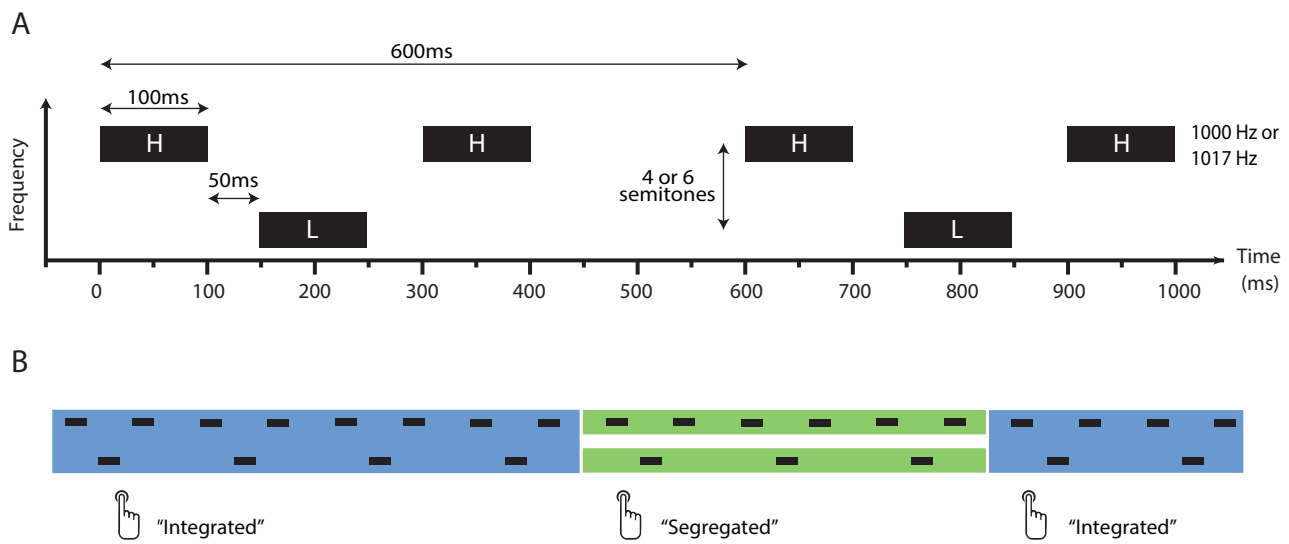 A
600ms
100ms
H
H
H
H
1000 Hz or
1017 Hz
50ms
4 or 6
semitones
L
L
Frequency
Time
(ms)
0 100 200 300 400 500 600 700 800 900 1000
B
"Integrated" "Segregated" "Integrated"